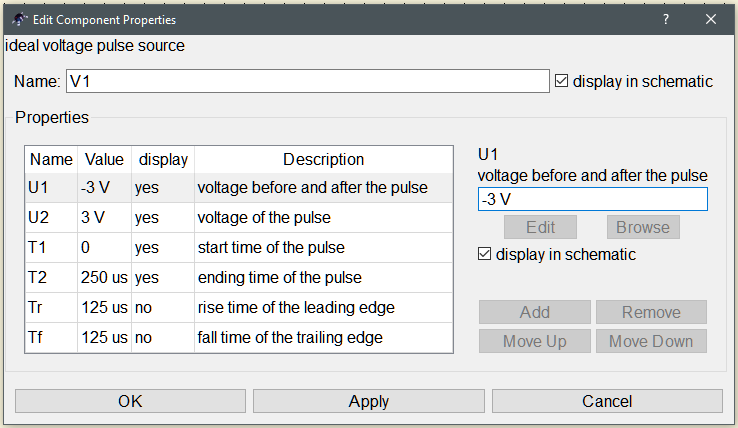 Edit Component Properties
ideal voltage pulse source
Name: V1 display in schematic
Properties
Name Value display Description
U1 -3 V yes voltage before and after the pulse
U2 3 V yes voltage of the pulse
T1 0 yes start time of the pulse
T2 250 us yes ending time of the pulse
Tr 125 us no rise time of the leading edge
Tf 125 us no fall time of the trailing edge
U1
voltage before and after the pulse
-3 V
Edit Browse
display in schematic
Add Remove
Move Up Move Down
OK Apply Cancel